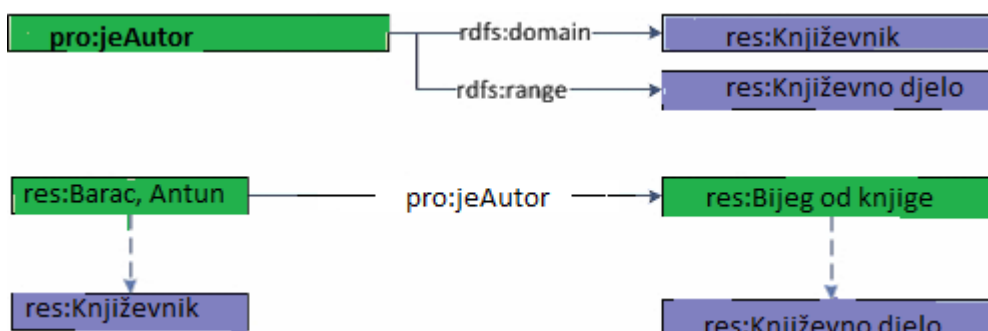 pro:jeAutor
rdfs:domain
res:Književnik
rdfs:range
res:Književno djelo
res:Barac, Antun
pro:jeAutor
res:Bijeg od knjige
res:Književnik
res:Književno djelo